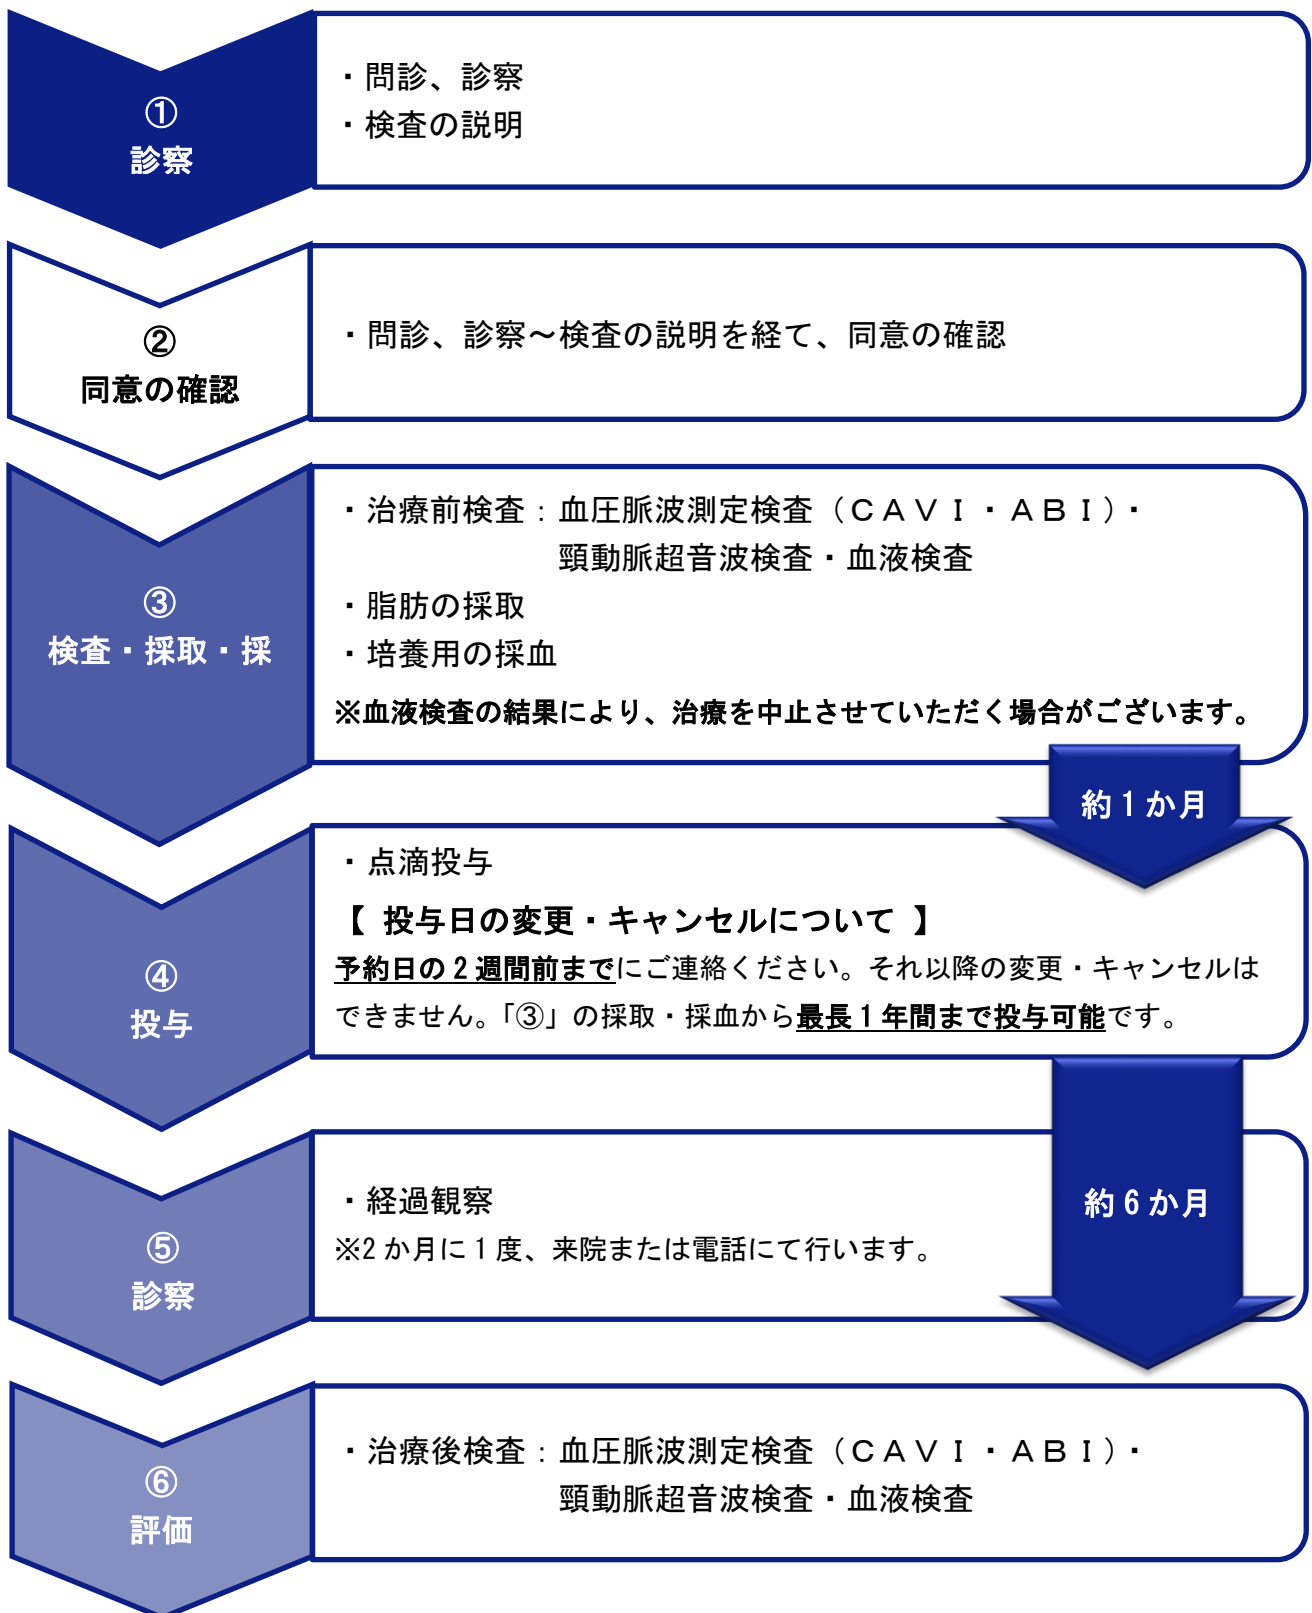 ①
診察
・問診、診察
・検査の説明
②
同意の確認
・問診、診察～検査の説明を経て、同意の確認
③
検査・採取・採
・治療前検査：血圧脈波測定検査（ＣＡＶＩ・ＡＢＩ）・
頸動脈超音波検査・血液検査
・脂肪の採取
・培養用の採血
※血液検査の結果により、治療を中止させていただく場合がございます。
約1か月
④
投与
・点滴投与
【 投与日の変更・キャンセルについて 】
予約日の2週間前までにご連絡ください。それ以降の変更・キャンセルは
できません。「③」の採取・採血から最長1年間まで投与可能です。
⑤
診察
・経過観察
※2か月に1度、来院または電話にて行います。
約6か月
⑥
評価
・治療後検査：血圧脈波測定検査（ＣＡＶＩ・ＡＢＩ）・
頸動脈超音波検査・血液検査